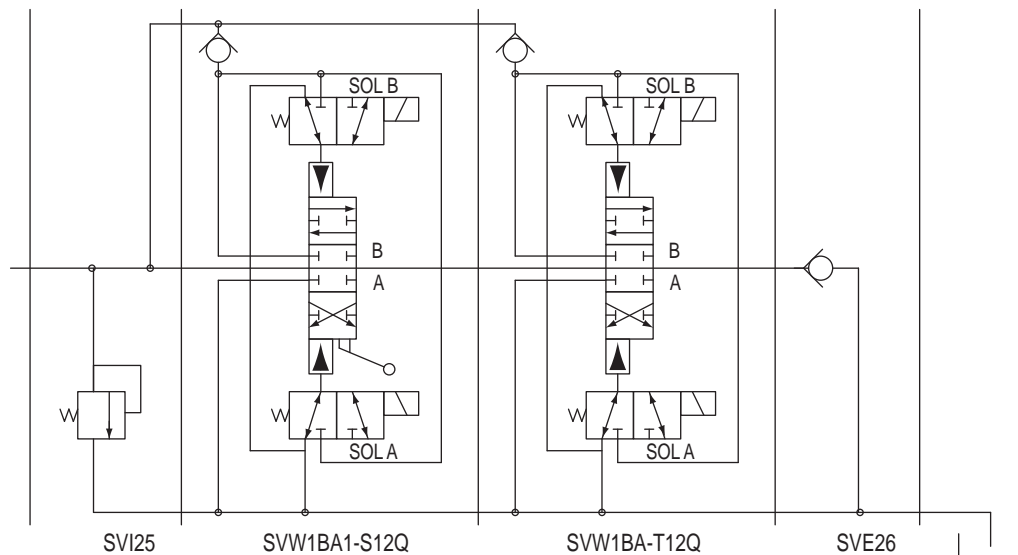 SOL B
SOL B
B
A
B
A
SOL A
SOL A
SVI25
SVW1BA1-S12Q
SVW1BA-T12Q
SVE26